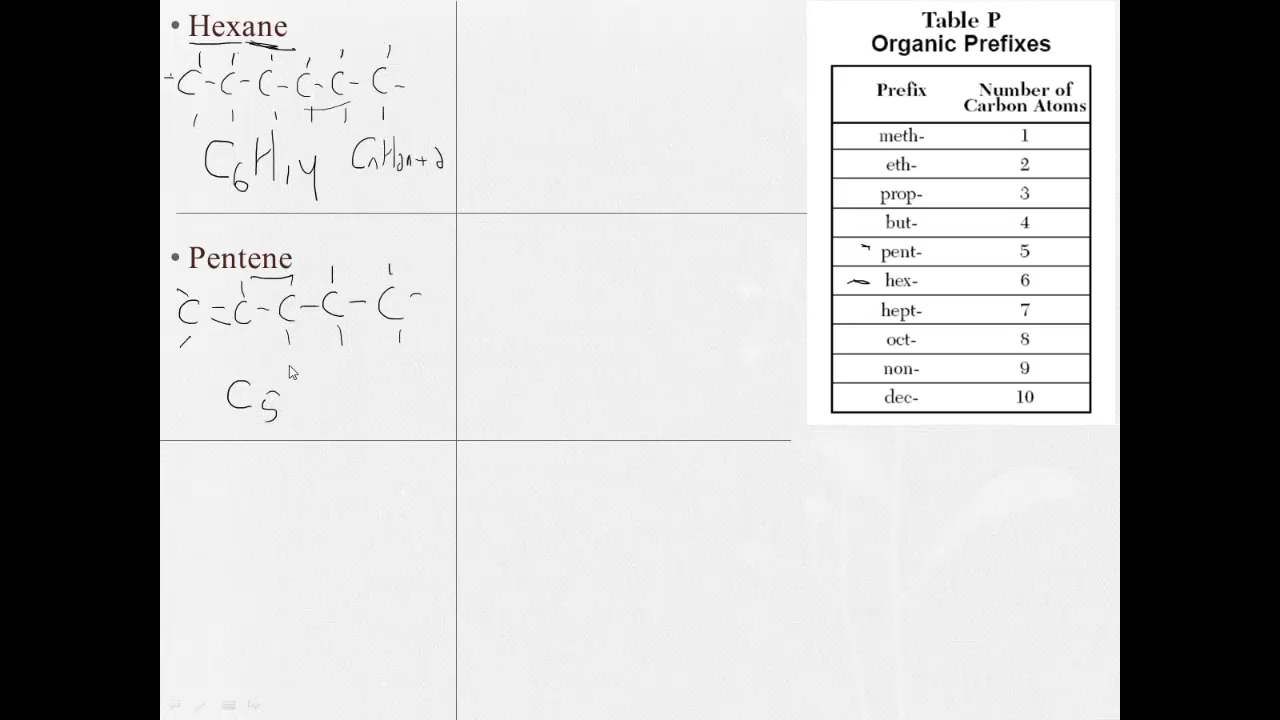 • Hexane
C - C - C - C - C - C -
C6H14 CnH2n+2
• Pentene
C = C - C - C - C -
C5
Table P
Organic Prefixes
Prefix Number of Carbon Atoms
meth- 1
eth- 2
prop- 3
but- 4
pent- 5
hex- 6
hept- 7
oct- 8
non- 9
dec- 10